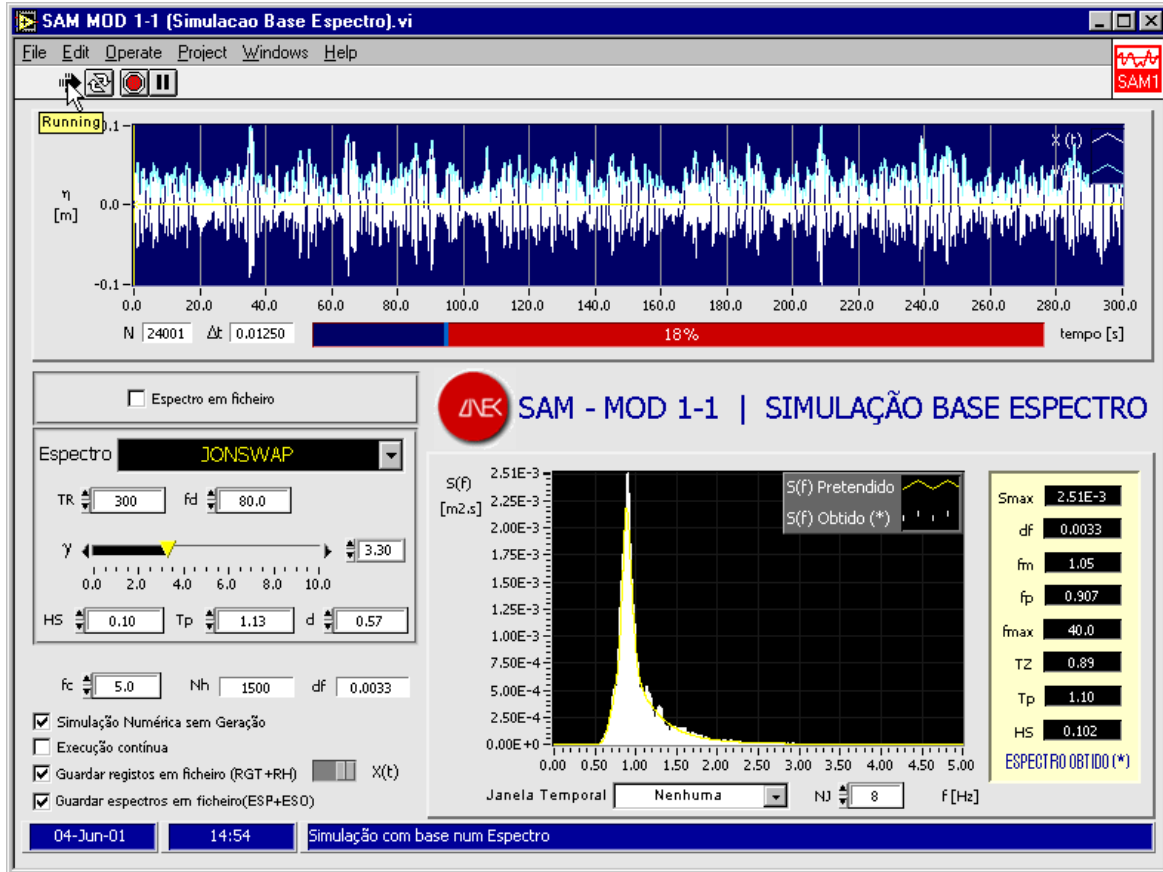 SAM MOD 1-1 (Simulacao Base Espectro).vi
File Edit Operate Project Windows Help
SAM1
Running
0.1
X (t)
η
[m]
0.0
-0.1
0.0 20.0 40.0 60.0 80.0 100.0 120.0 140.0 160.0 180.0 200.0 220.0 240.0 260.0 280.0 300.0
N 24001 Δt 0.01250 18% tempo [s]
Espectro em ficheiro
LNEC SAM - MOD 1-1 | SIMULAÇÃO BASE ESPECTRO
Espectro JONSWAP
TR 300 fd 80.0
γ 3.30
0.0 2.0 4.0 6.0 8.0 10.0
HS 0.10 Tp 1.13 d 0.57
fc 5.0 Nh 1500 df 0.0033
Simulação Numérica sem Geração
Execução contínua
Guardar registos em ficheiro (RGT+RH) X(t)
Guardar espectros em ficheiro(ESP+ESO)
S(f)
[m2.s]
2.51E-3
2.25E-3
2.00E-3
1.75E-3
1.50E-3
1.25E-3
1.00E-3
7.50E-4
5.00E-4
2.50E-4
0.00E+0
0.00 0.50 1.00 1.50 2.00 2.50 3.00 3.50 4.00 4.50 5.00
S(f) Pretendido
S(f) Obtido (*)
Janela Temporal Nenhuma NJ 8 f [Hz]
Smax 2.51E-3
df 0.0033
fm 1.05
fp 0.907
fmax 40.0
TZ 0.89
Tp 1.10
HS 0.102
ESPECTRO OBTIDO (*)
04-Jun-01 14:54 Simulação com base num Espectro